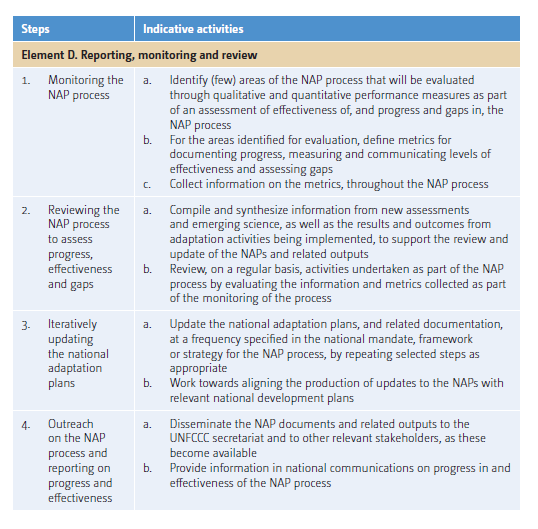 Steps
Indicative activities
Element D. Reporting, monitoring and review
1. Monitoring the
NAP process
a. Identify (few) areas of the NAP process that will be evaluated
through qualitative and quantitative performance measures as part
of an assessment of effectiveness of, and progress and gaps in, the
NAP process
b. For the areas identified for evaluation, define metrics for
documenting progress, measuring and communicating levels of
effectiveness and assessing gaps
c. Collect information on the metrics, throughout the NAP process
2. Reviewing the
NAP process
to assess
progress,
effectiveness
and gaps
a. Compile and synthesize information from new assessments
and emerging science, as well as the results and outcomes from
adaptation activities being implemented, to support the review and
update of the NAPs and related outputs
b. Review, on a regular basis, activities undertaken as part of the NAP
process by evaluating the information and metrics collected as part
of the monitoring of the process
3. Iteratively
updating
the national
adaptation
plans
a. Update the national adaptation plans, and related documentation,
at a frequency specified in the national mandate, framework
or strategy for the NAP process, by repeating selected steps as
appropriate
b. Work towards aligning the production of updates to the NAPs with
relevant national development plans
4. Outreach
on the NAP
process and
reporting on
progress and
effectiveness
a. Disseminate the NAP documents and related outputs to the
UNFCCC secretariat and to other relevant stakeholders, as these
become available
b. Provide information in national communications on progress in and
effectiveness of the NAP process